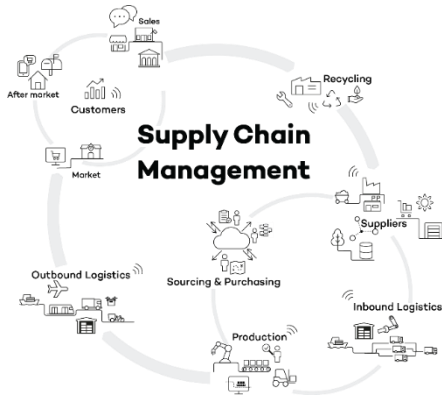 Sales
Recycling
After market
Customers
Supply Chain
Management
Market
Suppliers
Sourcing & Purchasing
Outbound Logistics
Inbound Logistics
Production